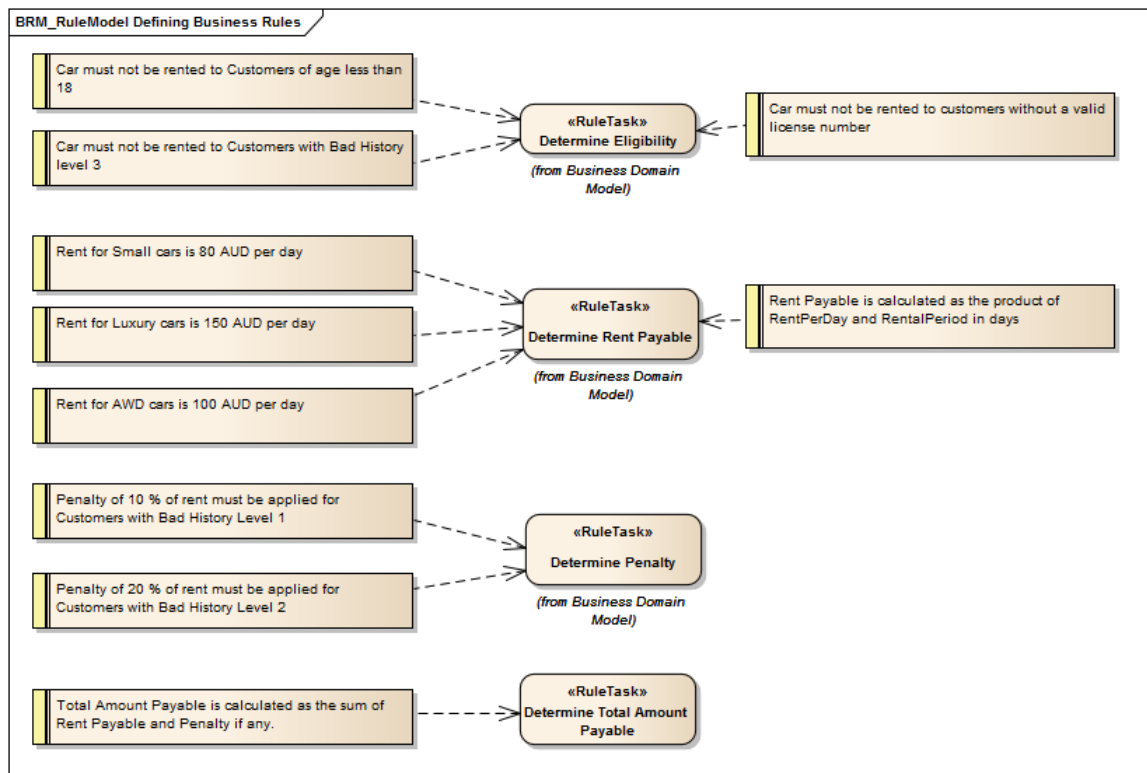 BRM_RuleModel Defining Business Rules
Car must not be rented to Customers of age less than
18
Car must not be rented to Customers with Bad History
level 3
«RuleTask»
Determine Eligibility
(from Business Domain
Model)
Car must not be rented to customers without a valid
license number
Rent for Small cars is 80 AUD per day
Rent for Luxury cars is 150 AUD per day
Rent for AWD cars is 100 AUD per day
«RuleTask»
Determine Rent Payable
(from Business Domain
Model)
Rent Payable is calculated as the product of
RentPerDay and RentalPeriod in days
Penalty of 10 % of rent must be applied for
Customers with Bad History Level 1
Penalty of 20 % of rent must be applied for
Customers with Bad History Level 2
«RuleTask»
Determine Penalty
(from Business Domain
Model)
Total Amount Payable is calculated as the sum of
Rent Payable and Penalty if any.
«RuleTask»
Determine Total Amount
Payable